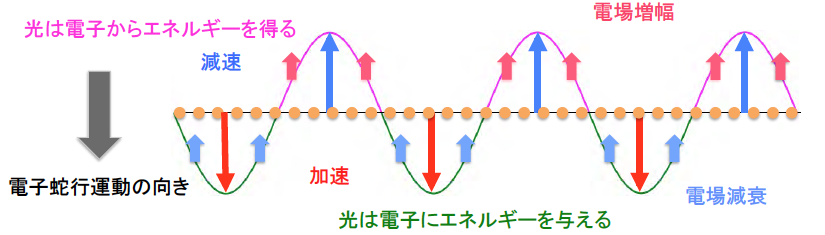 電場増幅
光は電子からエネルギーを得る
減速
加速
電子蛇行運動の向き
電場減衰
光は電子にエネルギーを与える